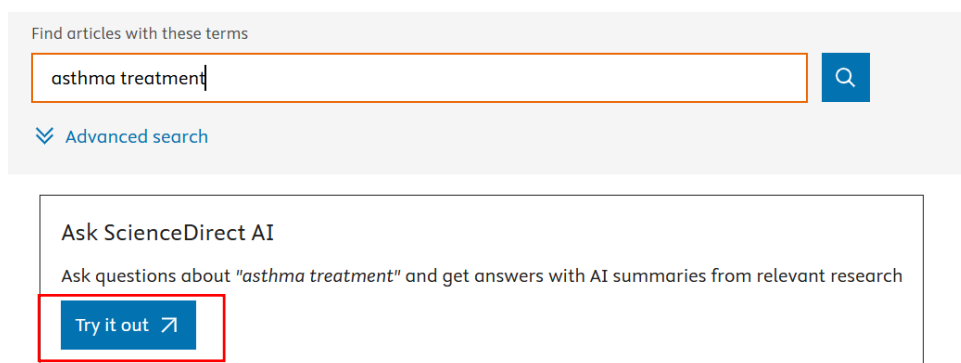 Find articles with these terms
asthma treatment
Advanced search
Ask ScienceDirect AI
Ask questions about "asthma treatment" and get answers with AI summaries from relevant research
Try it out